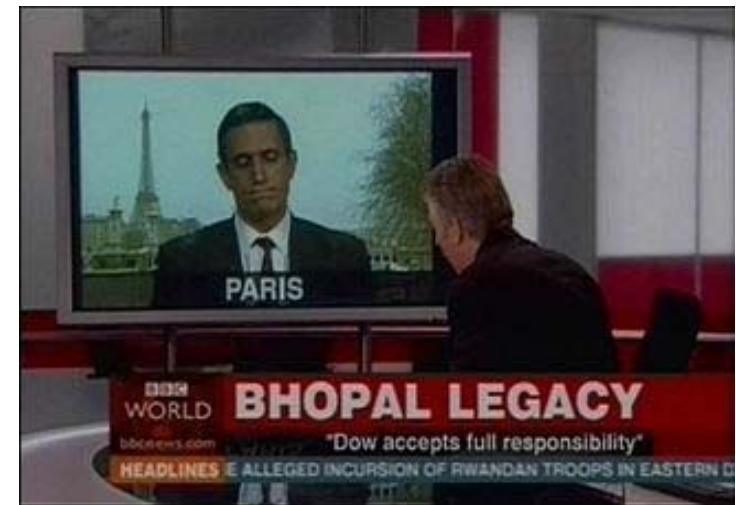 PARIS
BBC
WORLD
bbcnews.com
BHOPAL LEGACY
"Dow accepts full responsibility"
HEADLINES E ALLEGED INCURSION OF RWANDAN TROOPS IN EASTERN D